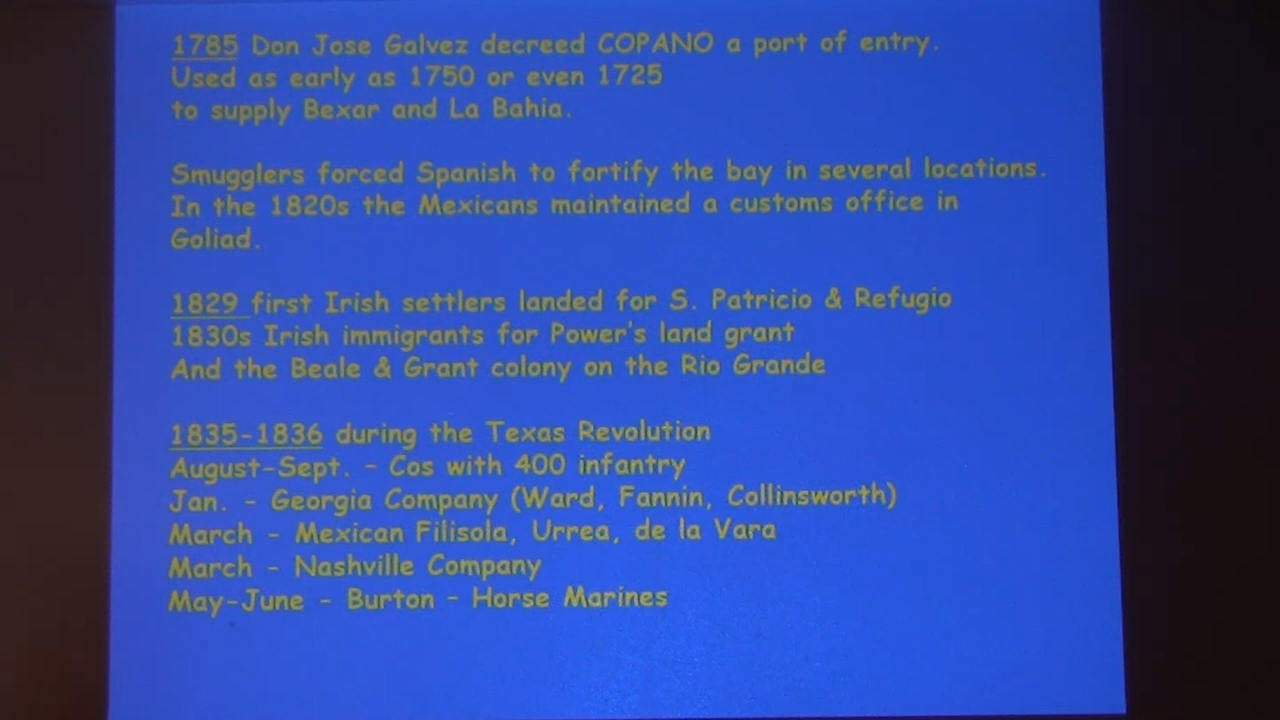 1785 Don Jose Galvez decreed COPANO a port of entry.
Used as early as 1750 or even 1725
to supply Bexar and La Bahia.
Smugglers forced Spanish to fortify the bay in several locations.
In the 1820s the Mexicans maintained a customs office in
Goliad.
1829 first Irish settlers landed for S. Patricio & Refugio
1830s Irish immigrants for Power's land grant
And the Beale & Grant colony on the Rio Grande
1835-1836 during the Texas Revolution
August-Sept. - Cos with 400 infantry
Jan. - Georgia Company (Ward, Fannin, Collinsworth)
March - Mexican Filisola, Urrea, de la Vara
March - Nashville Company
May-June - Burton - Horse Marines